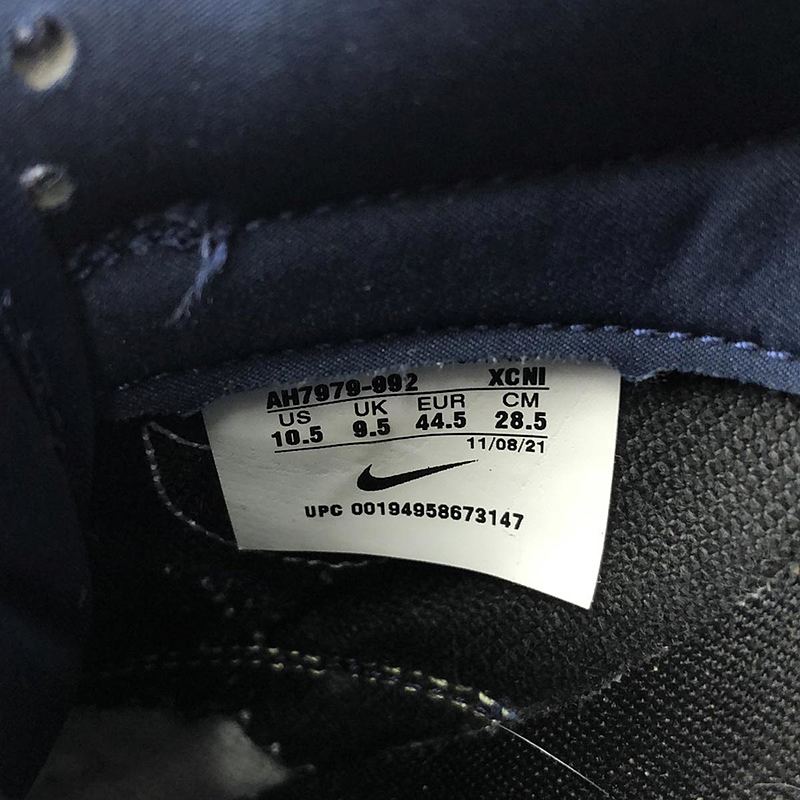 AH7979-992 XCNI
US UK EUR CM
10.5 9.5 44.5 28.5
11/08/21
UPC 00194958673147